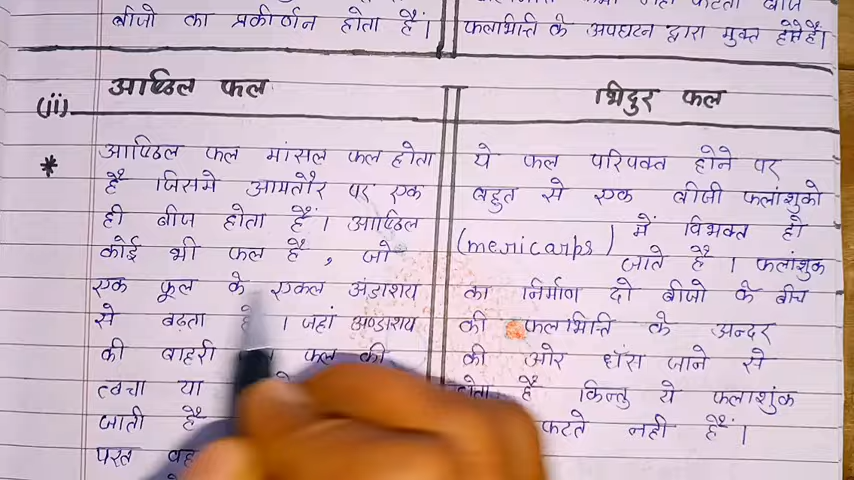 बीजो का प्रकीर्णन होता है।
फलभित्ति के अपघटन द्वारा मुक्त होते हैं।
(ii) आष्ठिल फल
भिदुर फल
* आष्ठिल फल मांसल फल होता
है जिसमे आमतौर पर एक
ही बीज होता है। आष्ठिल
कोई भी फल है, जो
एक फूल के एकल अंडाशय
से बढ़ता है । जहां अण्डाशय
की बाहरी फल की
त्वचा या
जाती है
परत वह
ये फल परिपक्व होने पर
बहुत से एक बीजी फलांशुको
(mericarps) में विभक्त हो
जाते है । फलांशुक
का निर्माण दो बीजो के बीच
की फलभित्ति के अन्दर
की ओर धंस जाने से
होता है किन्तु ये फलाशुंक
फटते नही हैं।